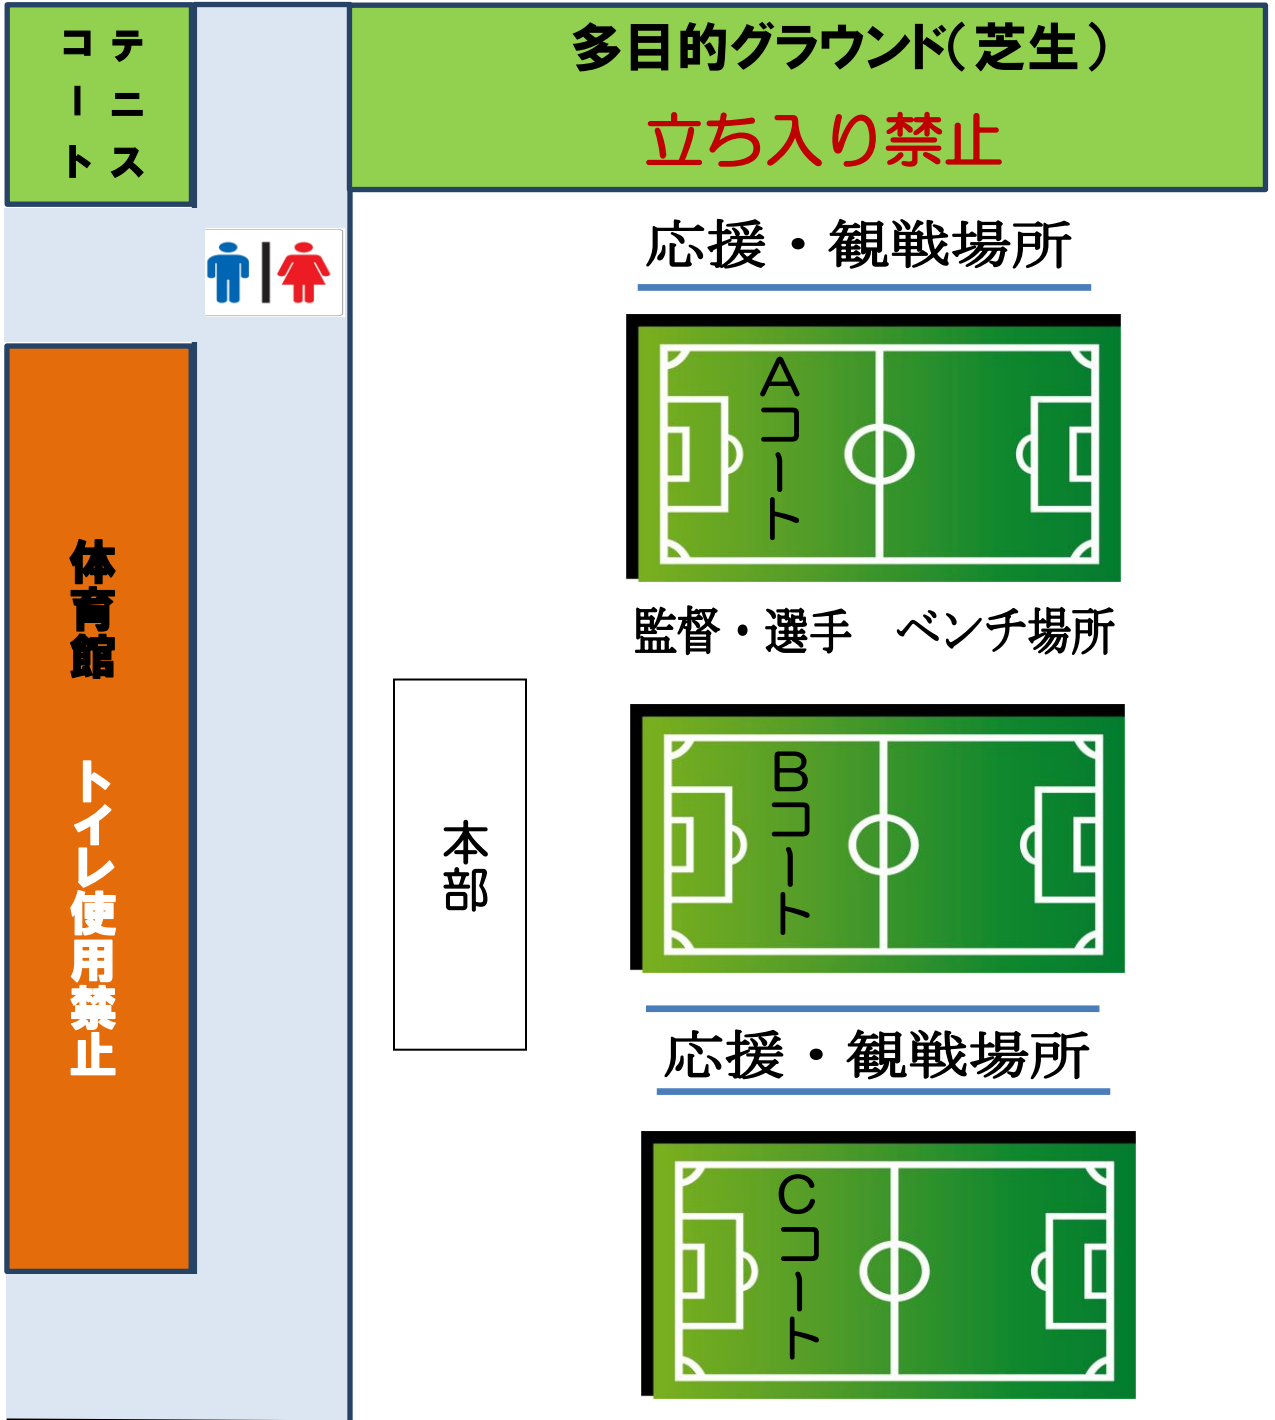 テニス
コート
多目的グラウンド(芝生)
立ち入り禁止
応援・観戦場所
Aコート
監督・選手　ベンチ場所
体育館　トイレ使用禁止
本部
Bコート
応援・観戦場所
Cコート